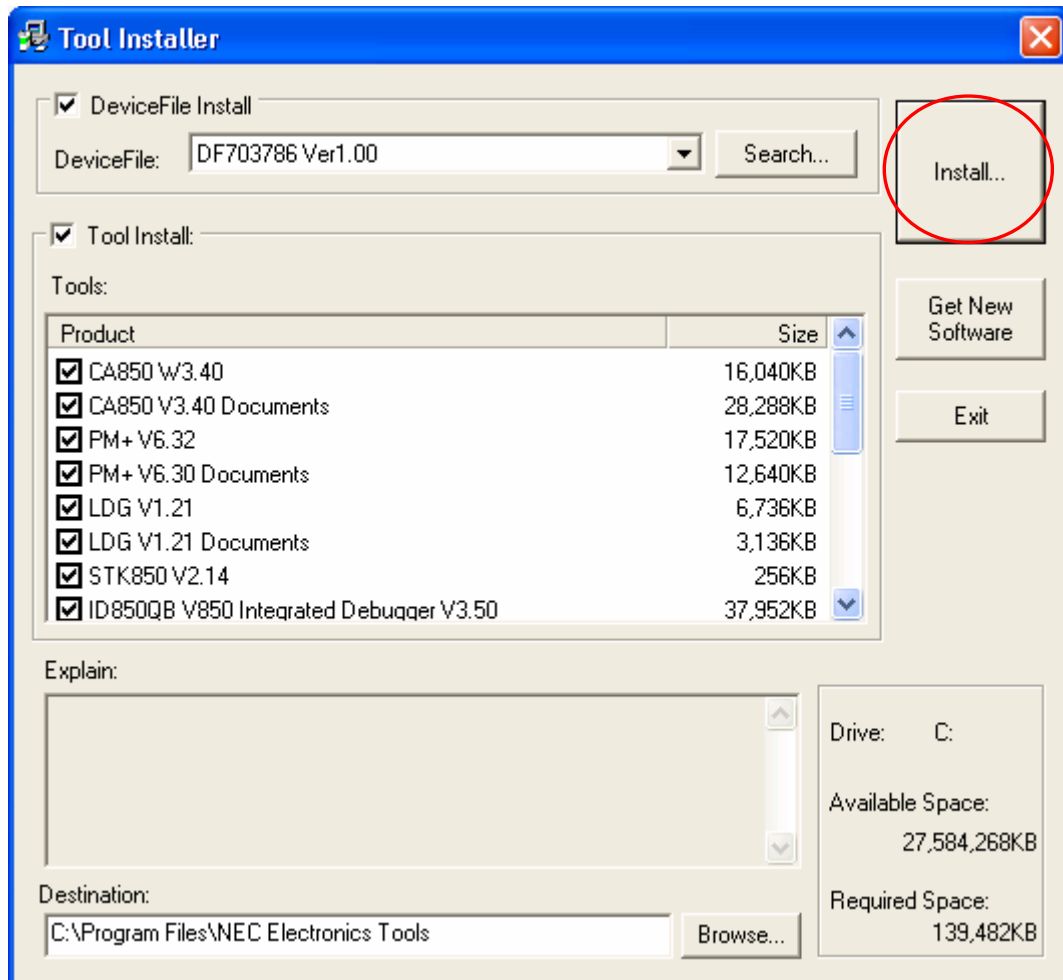 Tool Installer
DeviceFile Install
DeviceFile:
DF703786 Ver1.00
Search...
Install...
Tool Install:
Tools:
Product Size
CA850 W3.40 16,040KB
CA850 V3.40 Documents 28,288KB
PM+ V6.32 17,520KB
PM+ V6.30 Documents 12,640KB
LDG V1.21 6,736KB
LDG V1.21 Documents 3,136KB
STK850 V2.14 256KB
ID850QB V850 Integrated Debugger V3.50 37,952KB
Get New
Software
Exit
Explain:
Drive: C:
Available Space:
27,584,268KB
Required Space:
139,482KB
Destination:
C:\Program Files\NEC Electronics Tools
Browse...